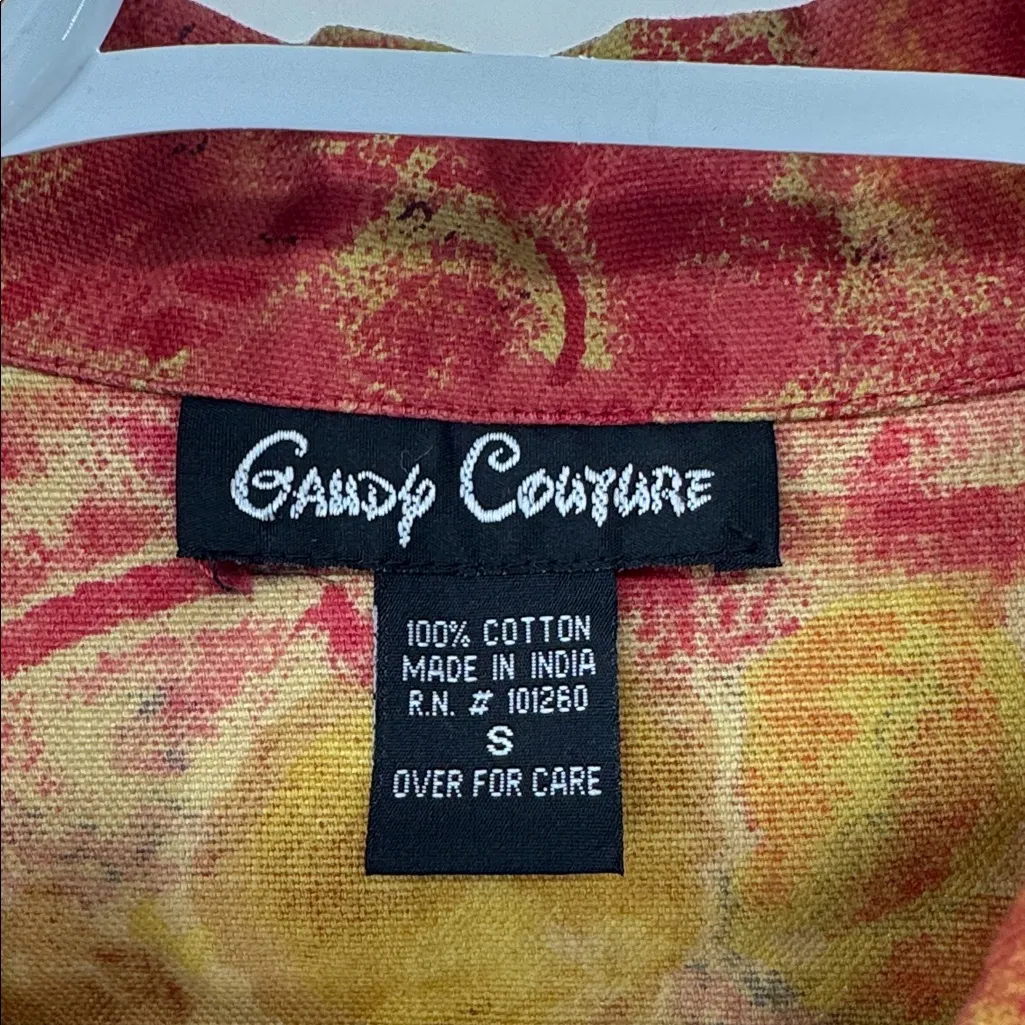 GAUDY COUTURE
100% COTTON
MADE IN INDIA
R.N. # 101260
S
OVER FOR CARE